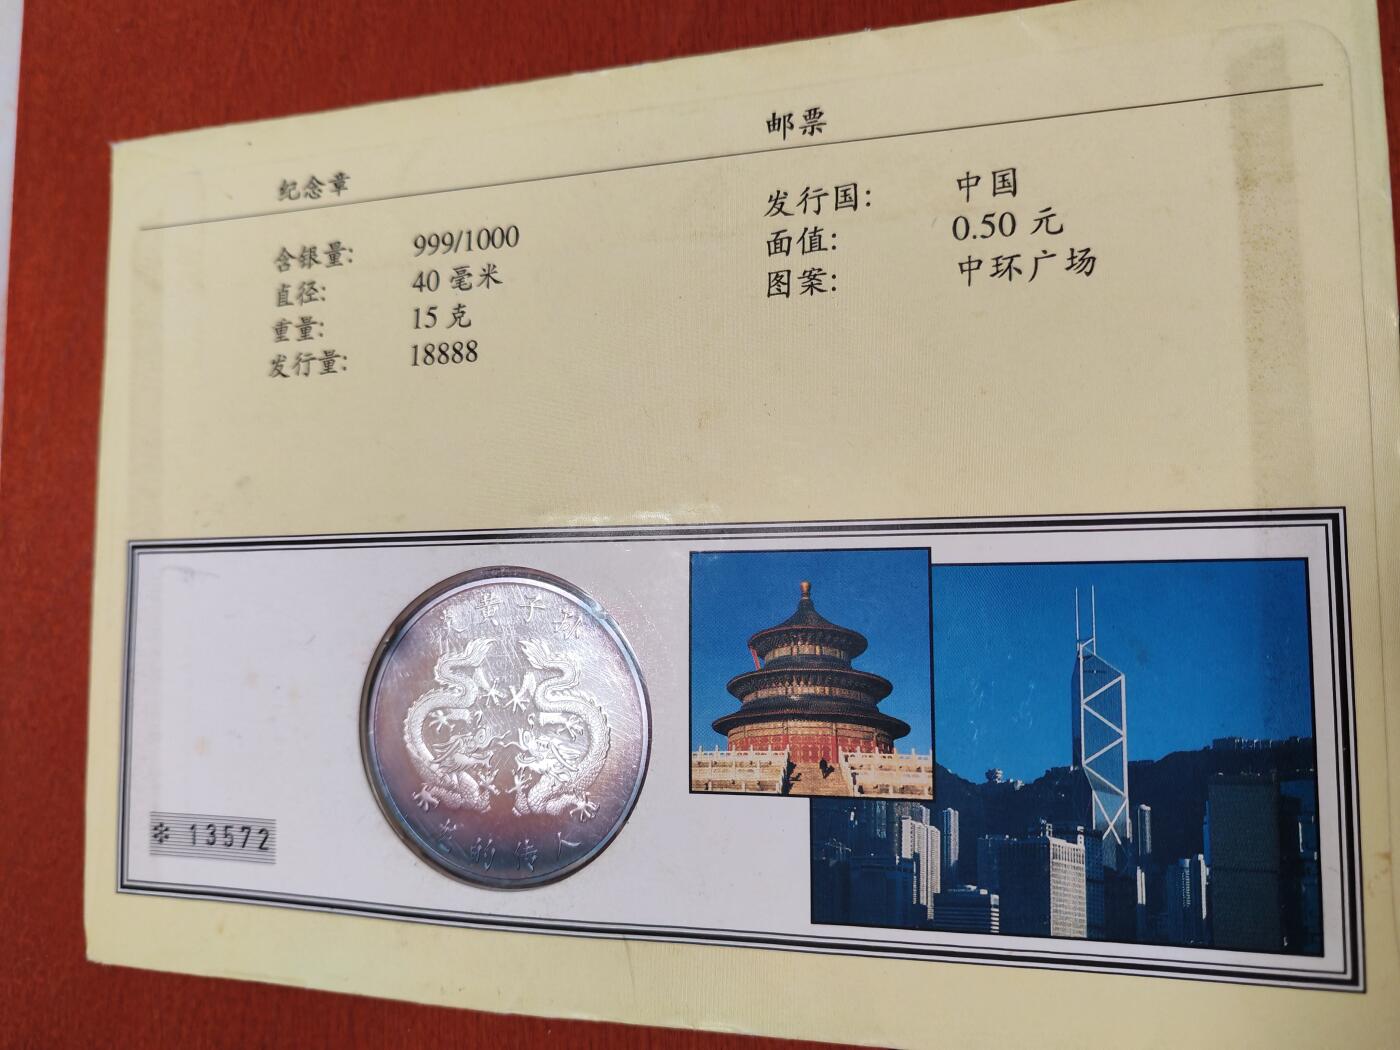 纪念章
含银量: 999/1000
直径: 40 毫米
重量: 15 克
发行量: 18888
邮票
发行国: 中国
面值: 0.50 元
图案: 中环广场
炎黄子孙
龙的传人
* 13572